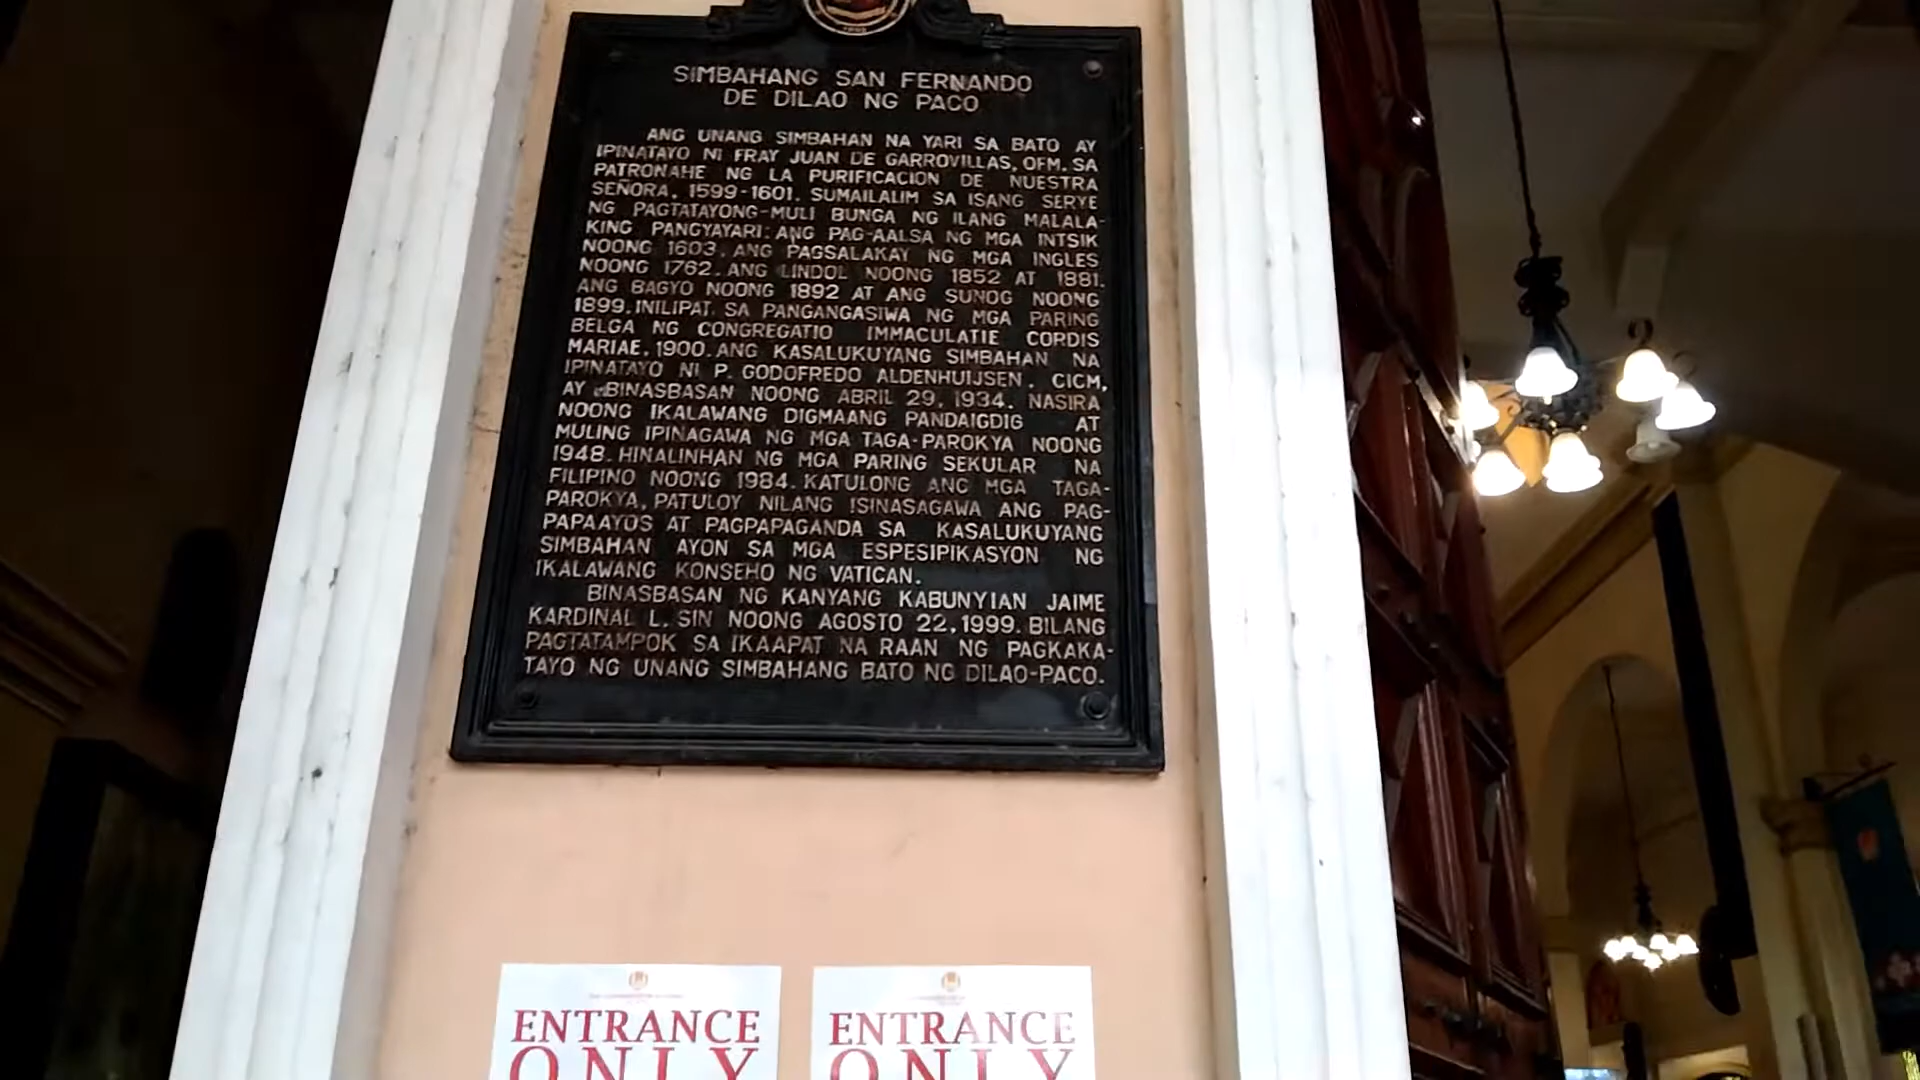 SIMBAHANG SAN FERNANDO
DE DILAO NG PACO
ANG UNANG SIMBAHAN NA YARI SA BATO AY
IPINATAYO NI FRAY JUAN DE GARROVILLAS, OFM. SA
PATRONAHE NG LA PURIFICACION DE NUESTRA
SEÑORA, 1599-1601. SUMAILALIM SA ISANG SERYE
NG PAGTATAYONG-MULI BUNGA NG ILANG MALALA-
KING PANGYAYARI: ANG PAG-AALSA NG MGA INTSIK
NOONG 1603, ANG PAGSALAKAY NG MGA INGLES
NOONG 1762. ANG LINDOL NOONG 1852 AT 1881.
ANG BAGYO NOONG 1892 AT ANG SUNOG NOONG
1899. INILIPAT SA PANGANGASIWA NG MGA PARING
BELGA NG CONGREGATIO IMMACULATIE CORDIS
MARIAE, 1900. ANG KASALUKUYANG SIMBAHAN NA
IPINATAYO NI P. GODOFREDO ALDENHUIJSEN, CICM,
AY BINASBASAN NOONG ABRIL 29, 1934. NASIRA
NOONG IKALAWANG DIGMAANG PANDAIGDIG AT
MULING IPINAGAWA NG MGA TAGA-PAROKYA NOONG
1948. HINALINHAN NG MGA PARING SEKULAR NA
FILIPINO NOONG 1984. KATULONG ANG MGA TAGA-
PAROKYA, PATULOY NILANG ISINASAGAWA ANG PAG-
PAPAAYOS AT PAGPAPAGANDA SA KASALUKUYANG
SIMBAHAN AYON SA MGA ESPESIPIKASYON NG
IKALAWANG KONSEHO NG VATICAN.
BINASBASAN NG KANYANG KABUNYIAN JAIME
KARDINAL L. SIN NOONG AGOSTO 22, 1999. BILANG
PAGTATAMPOK SA IKAAPAT NA RAAN NG PAGKAKA-
TAYO NG UNANG SIMBAHANG BATO NG DILAO-PACO.
ENTRANCE
ONLY
ENTRANCE
ONLY